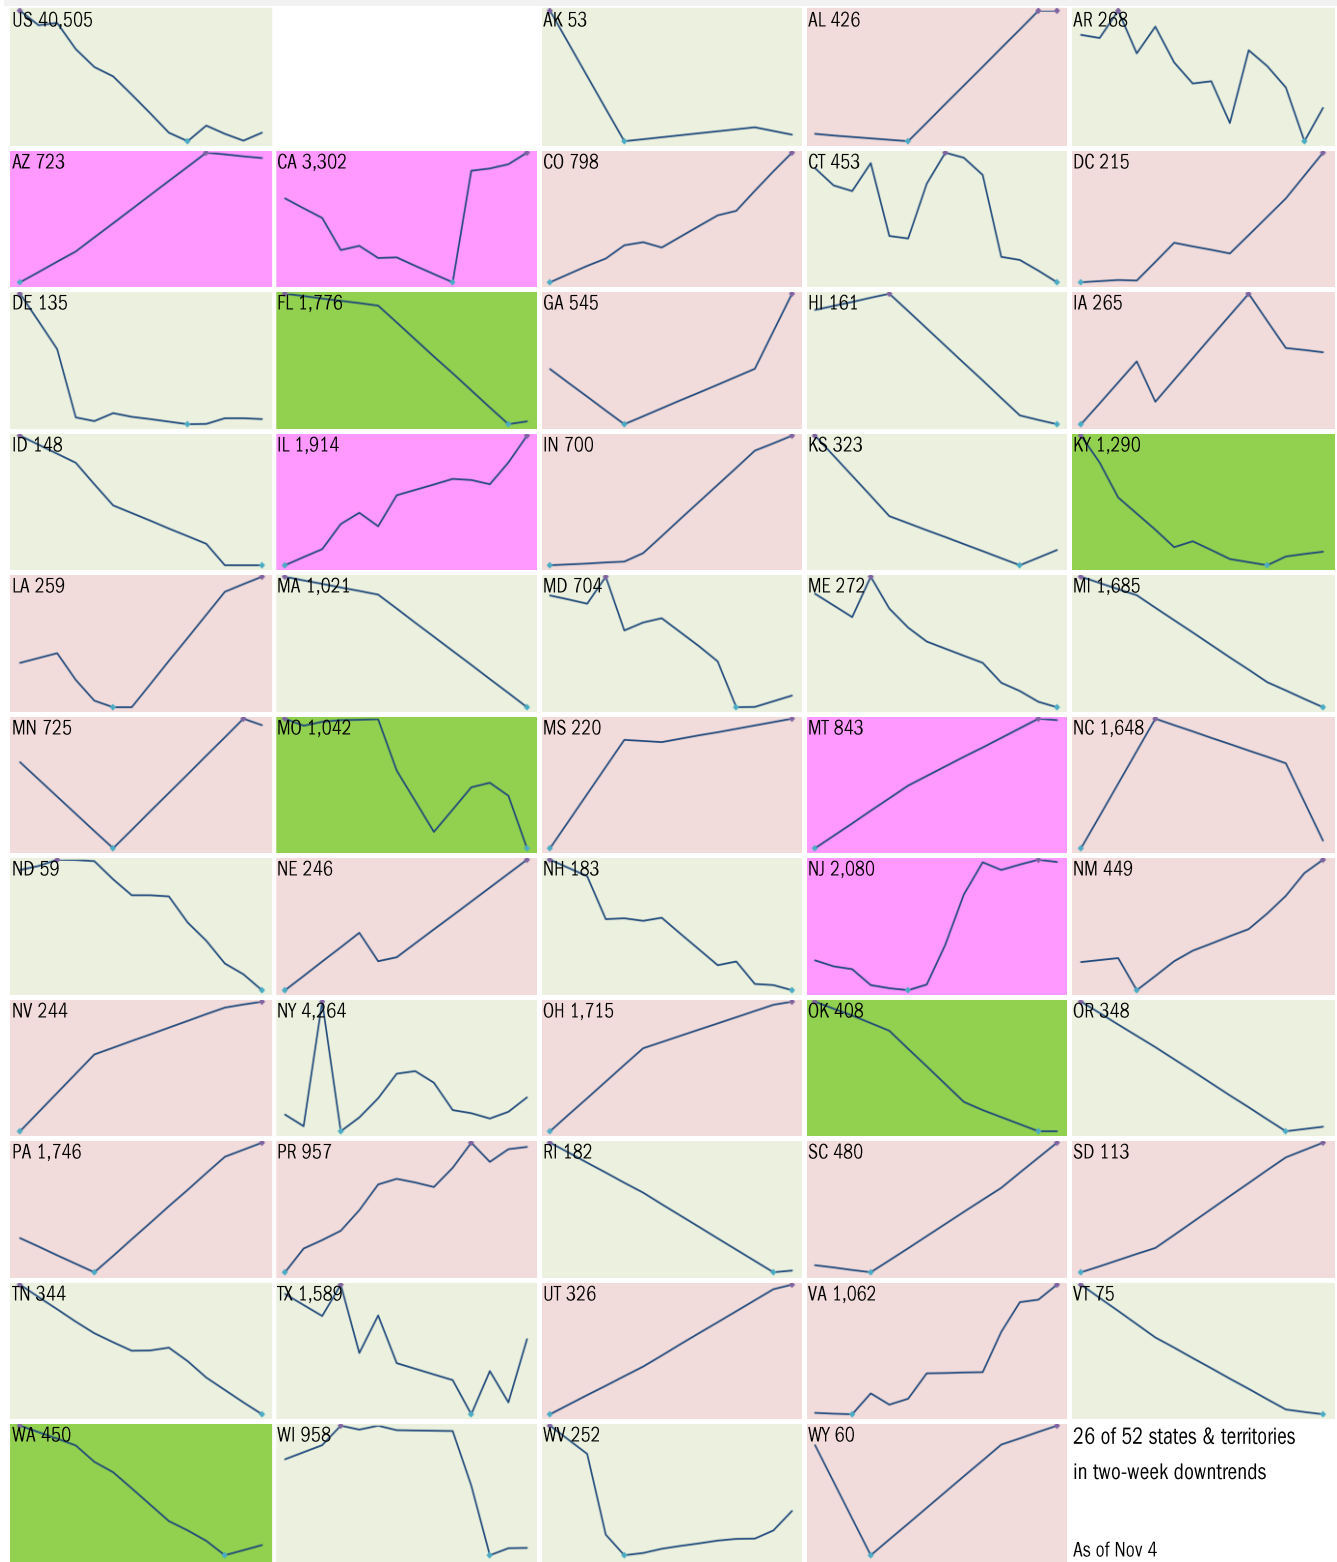 US 40,505
AK 53
AL 426
AR 268
AZ 723
CA 3,302
CO 798
CT 453
DC 215
DE 135
FL 1,776
GA 545
HI 161
IA 265
ID 148
IL 1,914
IN 700
KS 323
KY 1,290
LA 259
MA 1,021
MD 704
ME 272
MI 1,685
MN 725
MO 1,042
MS 220
MT 843
NC 1,648
ND 59
NE 246
NH 183
NJ 2,080
NM 449
NV 244
NY 4,264
OH 1,715
OK 408
OR 348
PA 1,746
PR 957
RI 182
SC 480
SD 113
TN 344
TX 1,589
UT 326
VA 1,062
VT 75
WA 450
WI 958
WV 252
WY 60
26 of 52 states & territories
in two-week downtrends
As of Nov 4